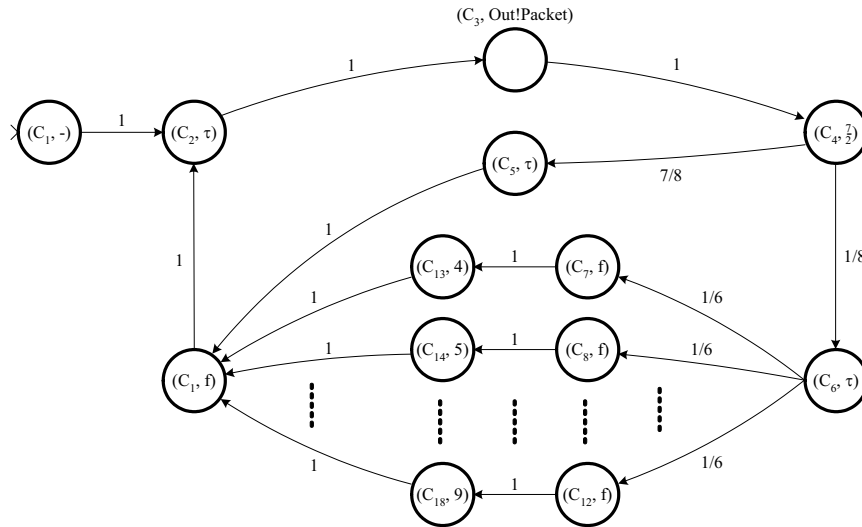 (C₃, Out!Packet)
1
1
(C₁, -)
1
(C₂, τ)
(C₄, 7/2)
(C₅, τ)
7/8
1
1
1/8
(C₁₃, 4)
1
(C₇, f)
1
1/6
(C₁₄, 5)
1
(C₈, f)
1
1/6
(C₁, f)
(C₆, τ)
1
(C₁₈, 9)
1
(C₁₂, f)
1/6